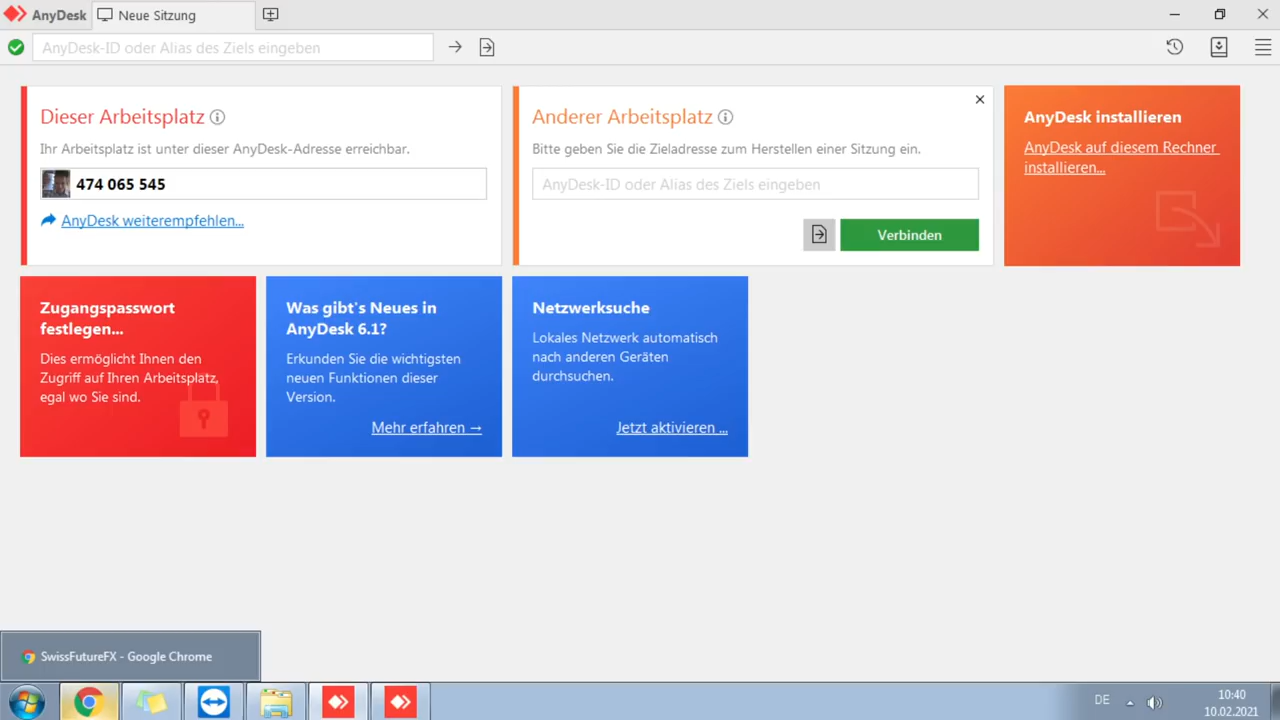 AnyDesk
Neue Sitzung
AnyDesk-ID oder Alias des Ziels eingeben
Dieser Arbeitsplatz
Ihr Arbeitsplatz ist unter dieser AnyDesk-Adresse erreichbar.
474 065 545
AnyDesk weiterempfehlen...
Anderer Arbeitsplatz
Bitte geben Sie die Zieladresse zum Herstellen einer Sitzung ein.
AnyDesk-ID oder Alias des Ziels eingeben
Verbinden
AnyDesk installieren
AnyDesk auf diesem Rechner
installieren...
Zugangspasswort
festlegen...
Dies ermöglicht Ihnen den
Zugriff auf Ihren Arbeitsplatz,
egal wo Sie sind.
Was gibt's Neues in
AnyDesk 6.1?
Erkunden Sie die wichtigsten
neuen Funktionen dieser
Version.
Mehr erfahren →
Netzwerksuche
Lokales Netzwerk automatisch
nach anderen Geräten
durchsuchen.
Jetzt aktivieren ...
SwissFutureFX - Google Chrome
DE
10:40
10.02.2021